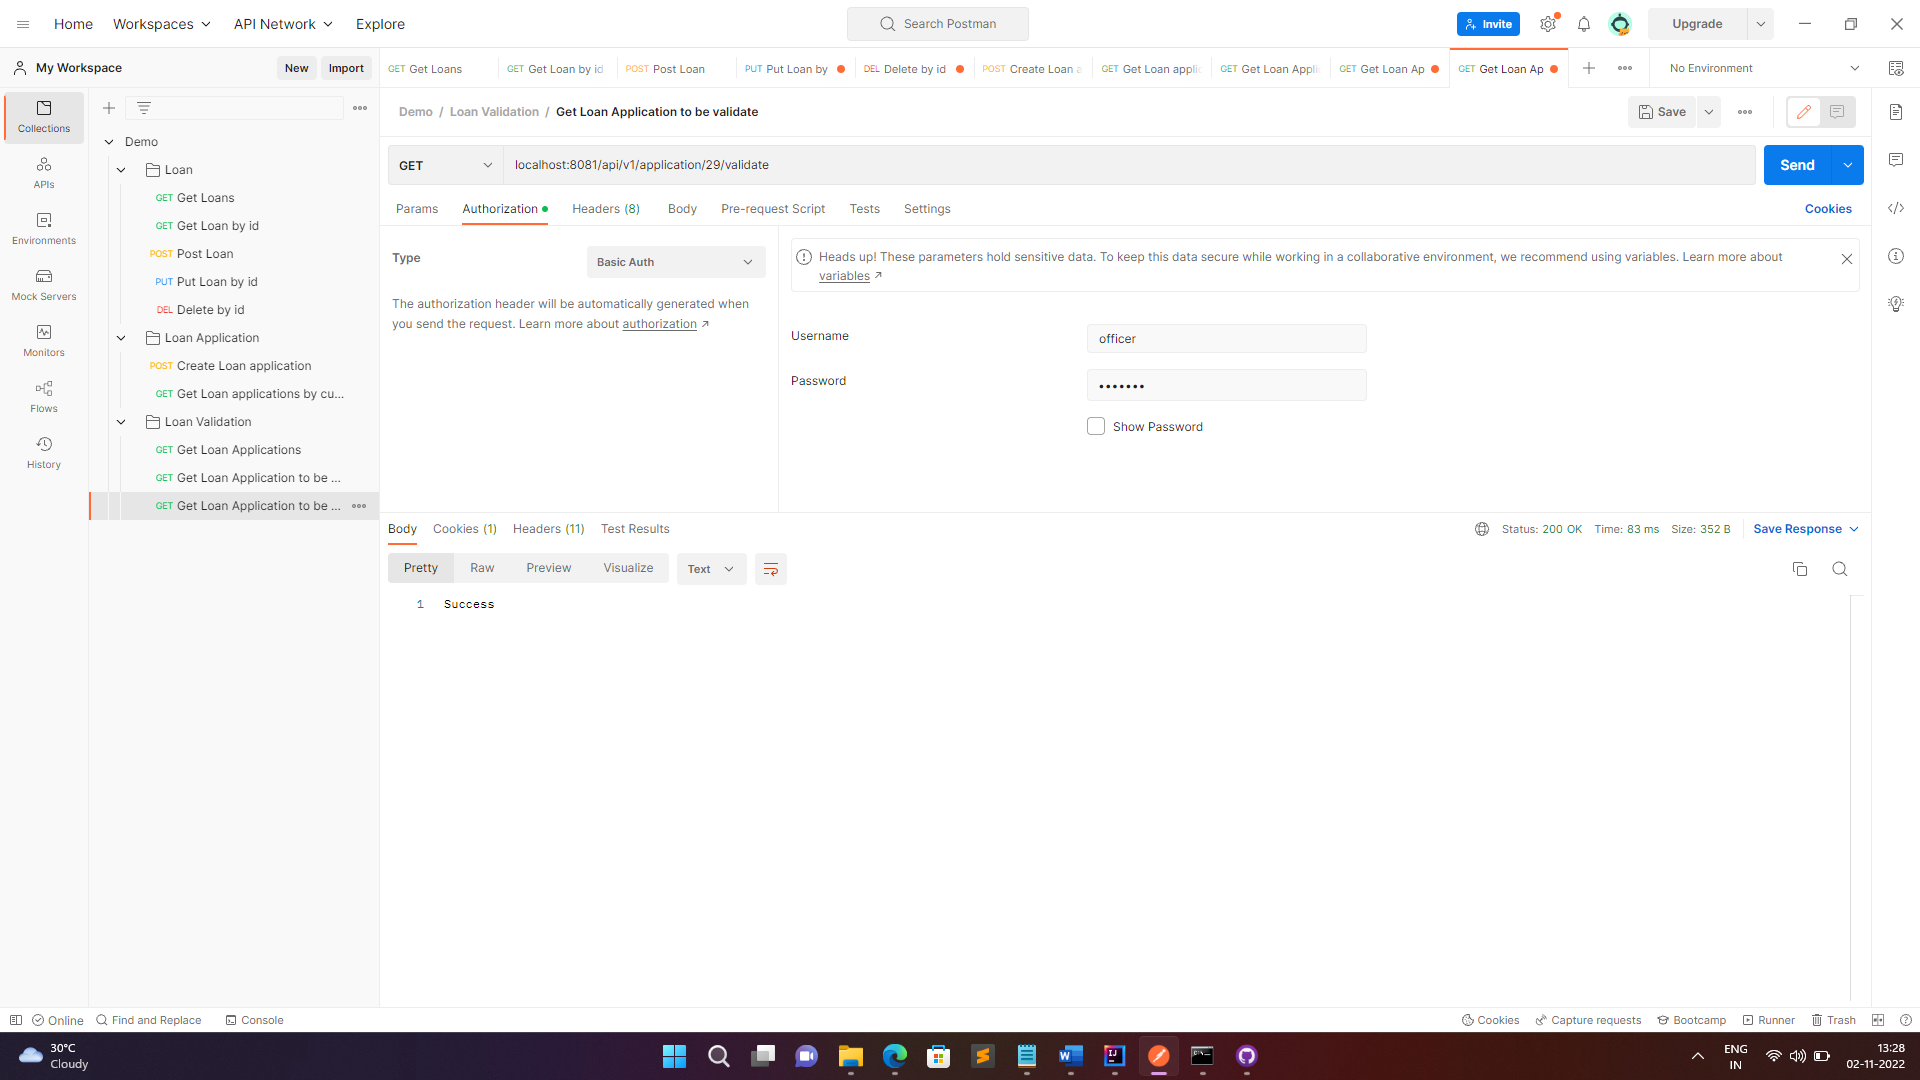 Home Workspaces API Network Explore
Search Postman
Invite Upgrade
My Workspace New Import
GET Get Loans GET Get Loan by id POST Post Loan PUT Put Loan by DEL Delete by id POST Create Loan a GET Get Loan applic GET Get Loan Appli GET Get Loan Ap GET Get Loan Ap No Environment
Collections
APIs
Environments
Mock Servers
Monitors
Flows
History
Demo
Loan
GET Get Loans
GET Get Loan by id
POST Post Loan
PUT Put Loan by id
DEL Delete by id
Loan Application
POST Create Loan application
GET Get Loan applications by cu...
Loan Validation
GET Get Loan Applications
GET Get Loan Application to be ...
GET Get Loan Application to be ...
Demo / Loan Validation / Get Loan Application to be validate
Save
GET localhost:8081/api/v1/application/29/validate Send
Params Authorization Headers (8) Body Pre-request Script Tests Settings Cookies
Type Basic Auth
The authorization header will be automatically generated when
you send the request. Learn more about authorization ↗
Heads up! These parameters hold sensitive data. To keep this data secure while working in a collaborative environment, we recommend using variables. Learn more about
variables ↗
Username officer
Password •••••••
Show Password
Body Cookies (1) Headers (11) Test Results
Status: 200 OK Time: 83 ms Size: 352 B Save Response
Pretty Raw Preview Visualize Text
1 Success
Online Find and Replace Console
Cookies Capture requests Bootcamp Runner Trash
30°C
Cloudy
ENG
IN
13:28
02-11-2022